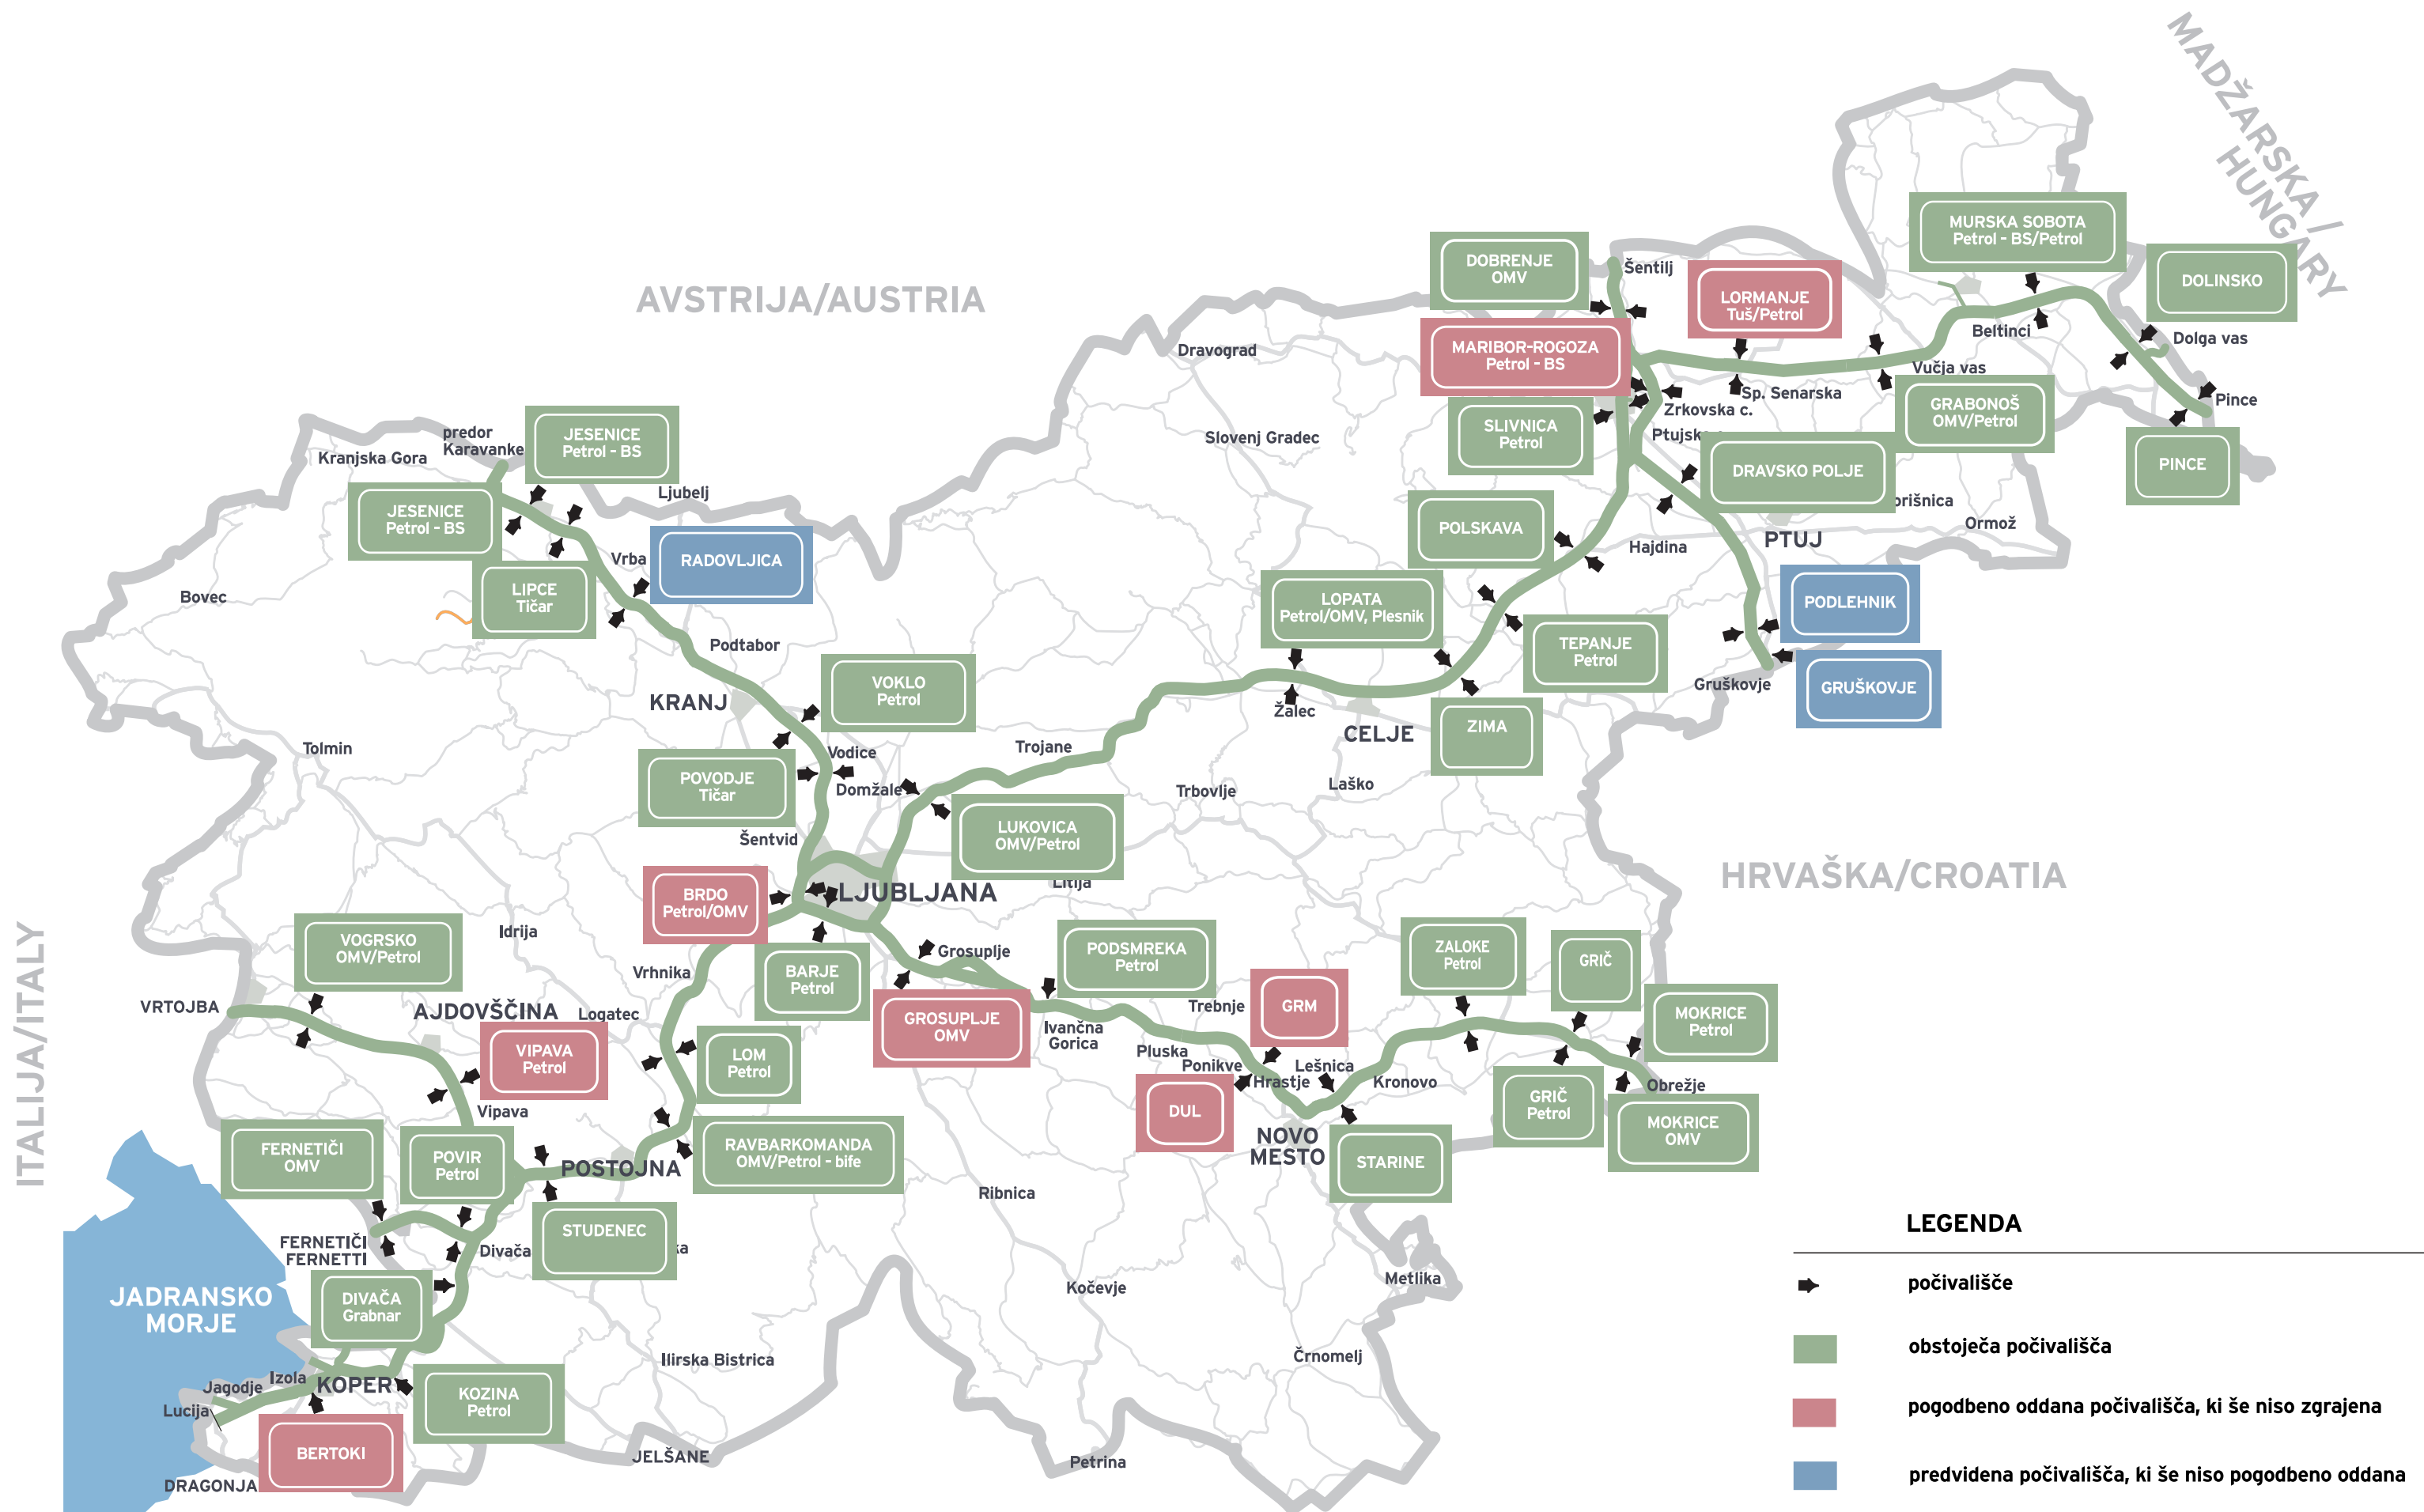 MADŽARSKA /
HUNGARY
AVSTRIJA/AUSTRIA
HRVAŠKA/CROATIA
ITALIJA/ITALY
JADRANSKO
MORJE
MURSKA SOBOTA
Petrol - BS/Petrol
DOLINSKO
DOBRENJE
OMV
Šentilj
LORMANJE
Tuš/Petrol
MARIBOR-ROGOZA
Petrol - BS
Beltinci
Dolga vas
Vučja vas
Dravograd
Sp. Senarska
Zrkovska c.
GRABONOŠ
OMV/Petrol
Pince
PINCE
SLIVNICA
Petrol
Slovenj Gradec
DRAVSKO POLJE
Ormož
PTUJ
Hajdina
POLSKAVA
predor
Karavanke
Kranjska Gora
JESENICE
Petrol - BS
JESENICE
Petrol - BS
Ljubelj
Vrba
RADOVLJICA
LIPCE
Tičar
Bovec
Podtabor
LOPATA
Petrol/OMV, Plesnik
TEPANJE
Petrol
PODLEHNIK
GRUŠKOVJE
Gruškovje
KRANJ
VOKLO
Petrol
Žalec
CELJE
ZIMA
Tolmin
Vodice
Trojane
POVODJE
Tičar
Domžale
Trbovlje
Laško
Šentvid
LUKOVICA
OMV/Petrol
Litija
BRDO
Petrol/OMV
LJUBLJANA
Idrija
VOGRSKO
OMV/Petrol
Vrhnika
BARJE
Petrol
Grosuplje
PODSMREKA
Petrol
ZALOKE
Petrol
GRIČ
VRTOJBA
AJDOVŠČINA
Logatec
GROSUPLJE
OMV
Ivančna
Gorica
Trebnje
GRM
MOKRICE
Petrol
VIPAVA
Petrol
LOM
Petrol
Pluska
Ponikve
Hrastje
Lešnica
Kronovo
Obrežje
Vipava
DUL
GRIČ
Petrol
MOKRICE
OMV
NOVO
MESTO
STARINE
FERNETIČI
OMV
POVIR
Petrol
POSTOJNA
RAVBARKOMANDA
OMV/Petrol - bife
Ribnica
STUDENEC
FERNETIČI
FERNETTI
Divača
DIVAČA
Grabnar
Kočevje
Metlika
Črnomelj
Ilirska Bistrica
Izola
KOPER
Jagodje
Lucija
KOZINA
Petrol
BERTOKI
DRAGONJA
JELŠANE
Petrina
LEGENDA
počivališče
obstoječa počivališča
pogodbeno oddana počivališča, ki še niso zgrajena
predvidena počivališča, ki še niso pogodbeno oddana